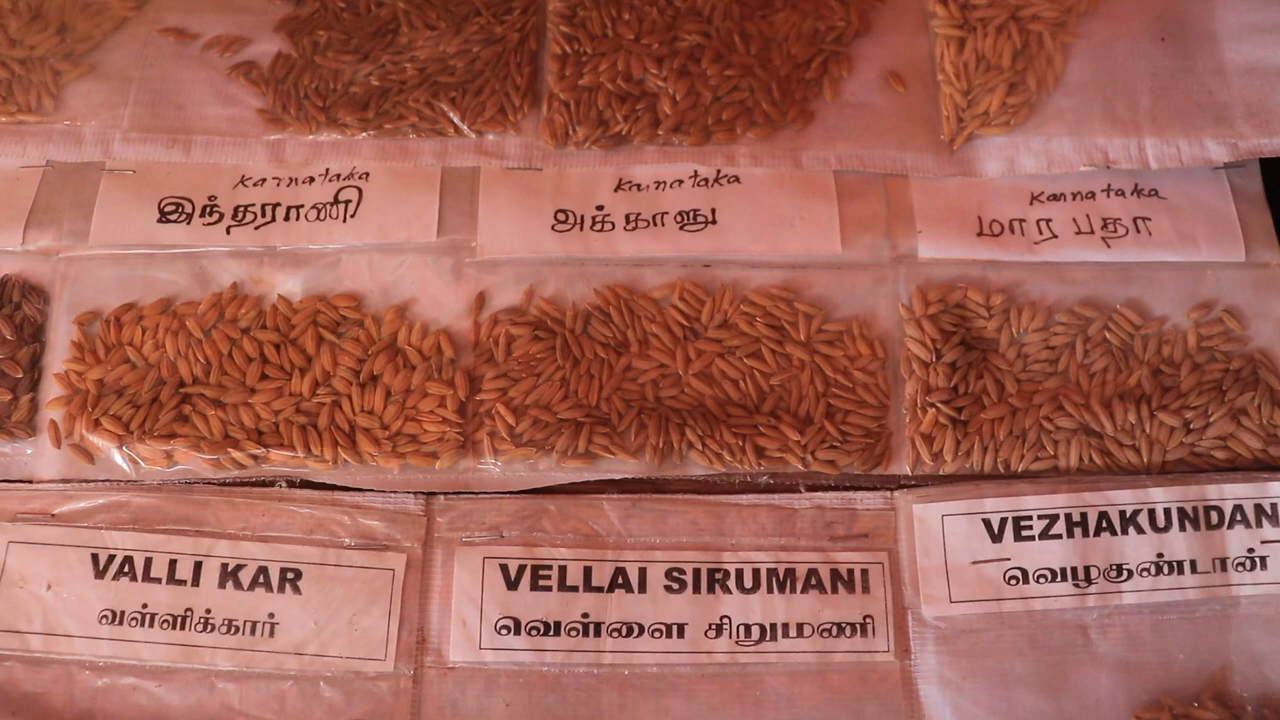 Karnataka
இந்தராணி
Karnataka
அக்காளு
Karnataka
மாரபதா
VALLI KAR
வள்ளிக்கார்
VELLAI SIRUMANI
வெள்ளை சிறுமணி
VEZHAKUNDAN
வெழகுண்டான்